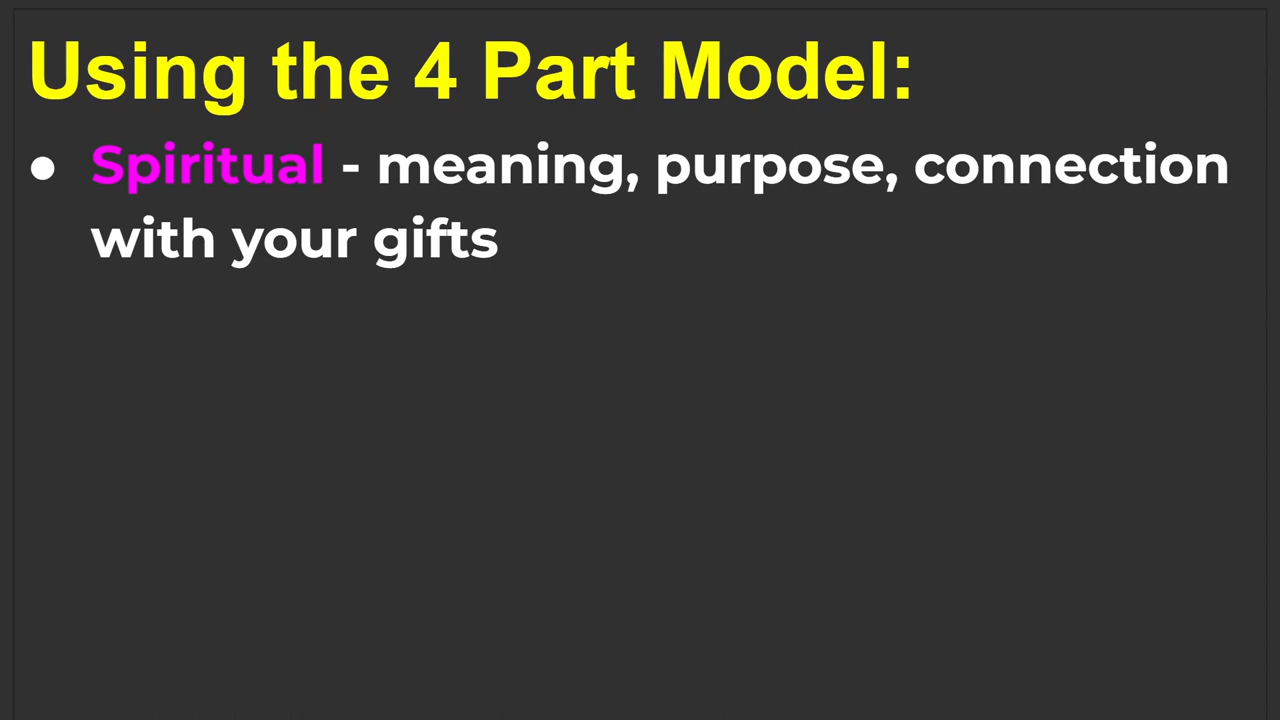 Using the 4 Part Model:
● Spiritual - meaning, purpose, connection
with your gifts